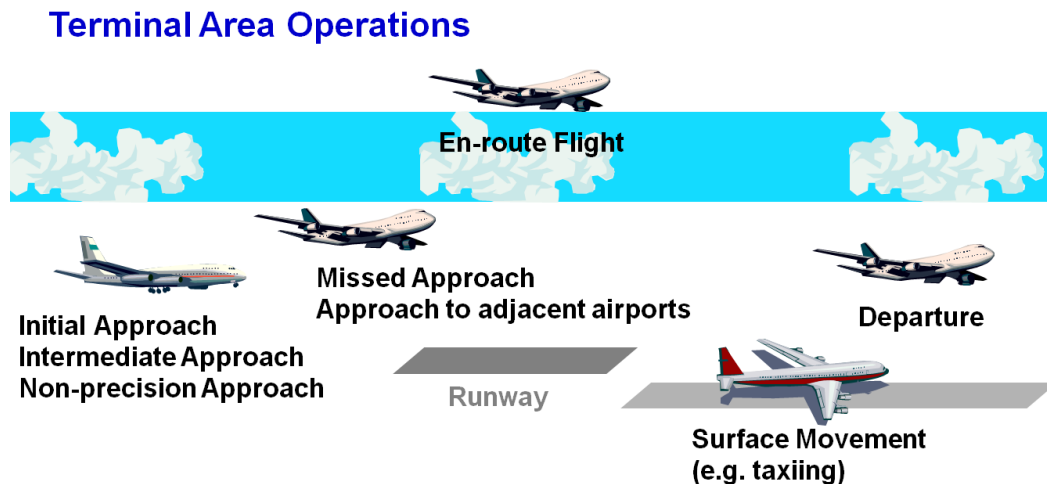 Terminal Area Operations
En-route Flight
Missed Approach
Approach to adjacent airports
Initial Approach
Intermediate Approach
Non-precision Approach
Departure
Runway
Surface Movement
(e.g. taxiing)